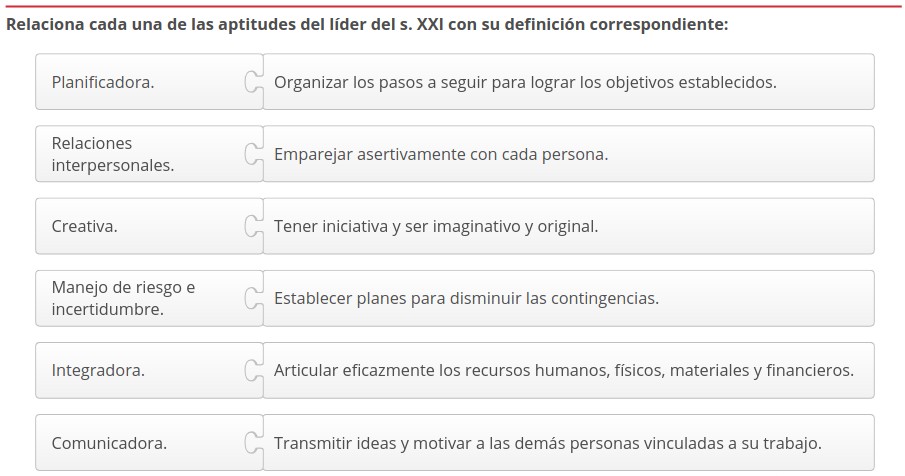 Relaciona cada una de las aptitudes del líder del s. XXI con su definición correspondiente:
Planificadora.
Organizar los pasos a seguir para lograr los objetivos establecidos.
Relaciones
interpersonales.
Emparejar asertivamente con cada persona.
Creativa.
Tener iniciativa y ser imaginativo y original.
Manejo de riesgo e
incertidumbre.
Establecer planes para disminuir las contingencias.
Integradora.
Articular eficazmente los recursos humanos, físicos, materiales y financieros.
Comunicadora.
Transmitir ideas y motivar a las demás personas vinculadas a su trabajo.